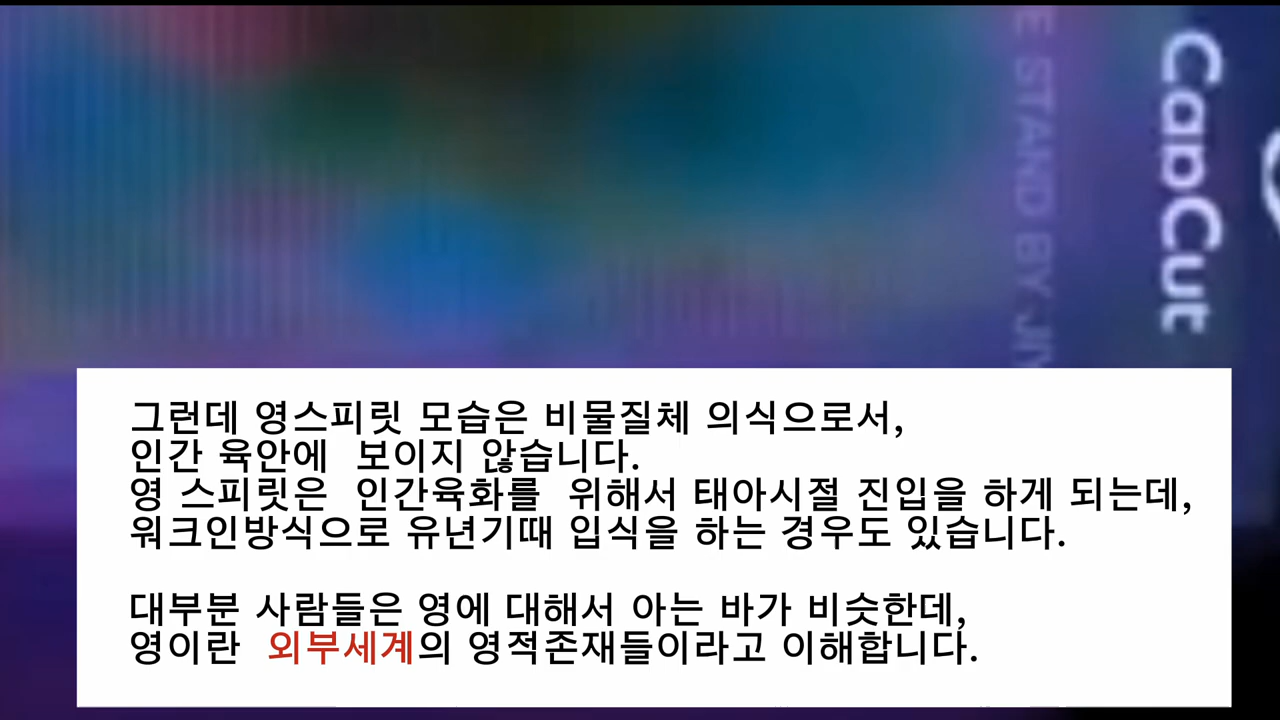 E STAND BY
CapCut
그런데 영스피릿 모습은 비물질체 의식으로서,
인간 육안에 보이지 않습니다.
영 스피릿은 인간육화를 위해서 태아시절 진입을 하게 되는데,
워크인방식으로 유년기때 입식을 하는 경우도 있습니다.
대부분 사람들은 영에 대해서 아는 바가 비슷한데,
영이란 외부세계의 영적존재들이라고 이해합니다.